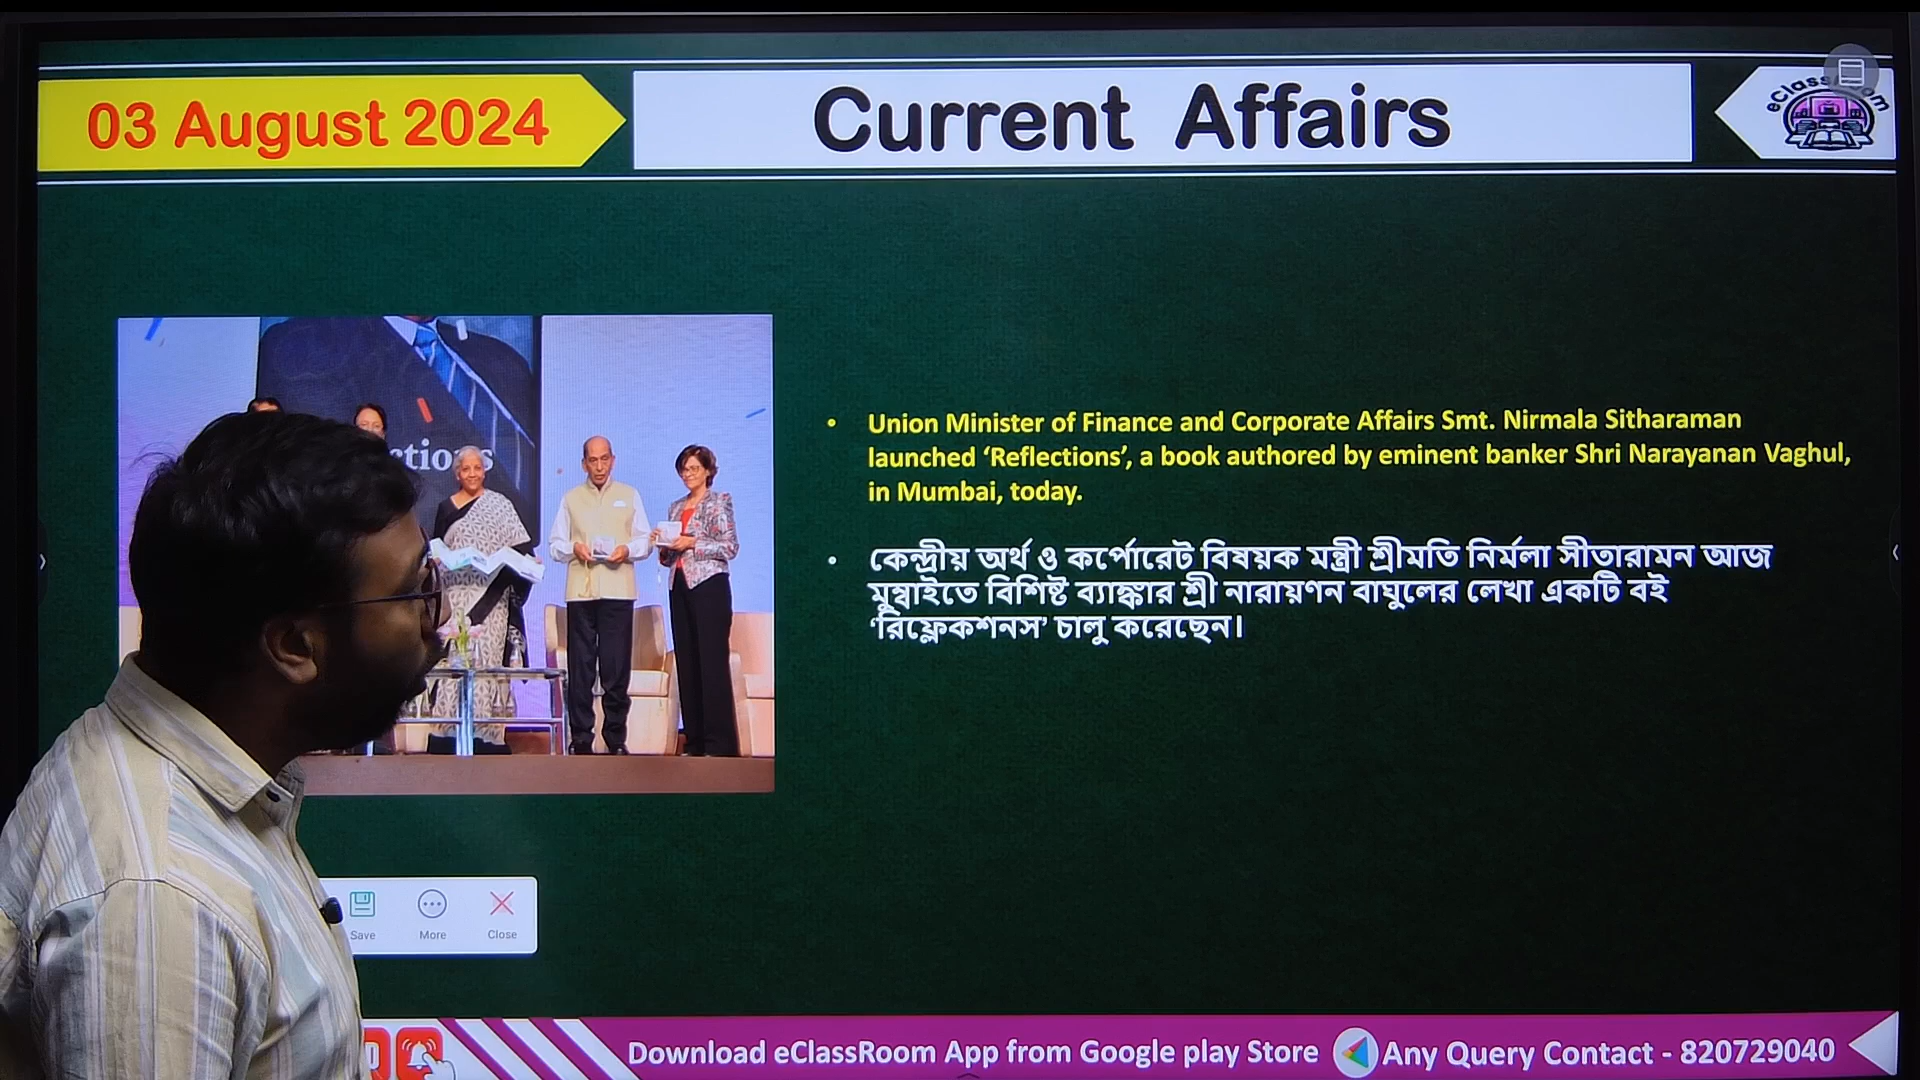 03 August 2024
Current Affairs
eClassRoom
ctions
• Union Minister of Finance and Corporate Affairs Smt. Nirmala Sitharaman
launched ‘Reflections’, a book authored by eminent banker Shri Narayanan Vaghul,
in Mumbai, today.
• কেন্দ্রীয় অর্থ ও কর্পোরেট বিষয়ক মন্ত্রী শ্রীমতি নির্মলা সীতারামন আজ
মুম্বাইতে বিশিষ্ট ব্যাঙ্কার শ্রী নারায়ণন বাঘুলের লেখা একটি বই
‘রিফ্লেকশনস’ চালু করেছেন।
Save More Close
Download eClassRoom App from Google play Store Any Query Contact - 820729040